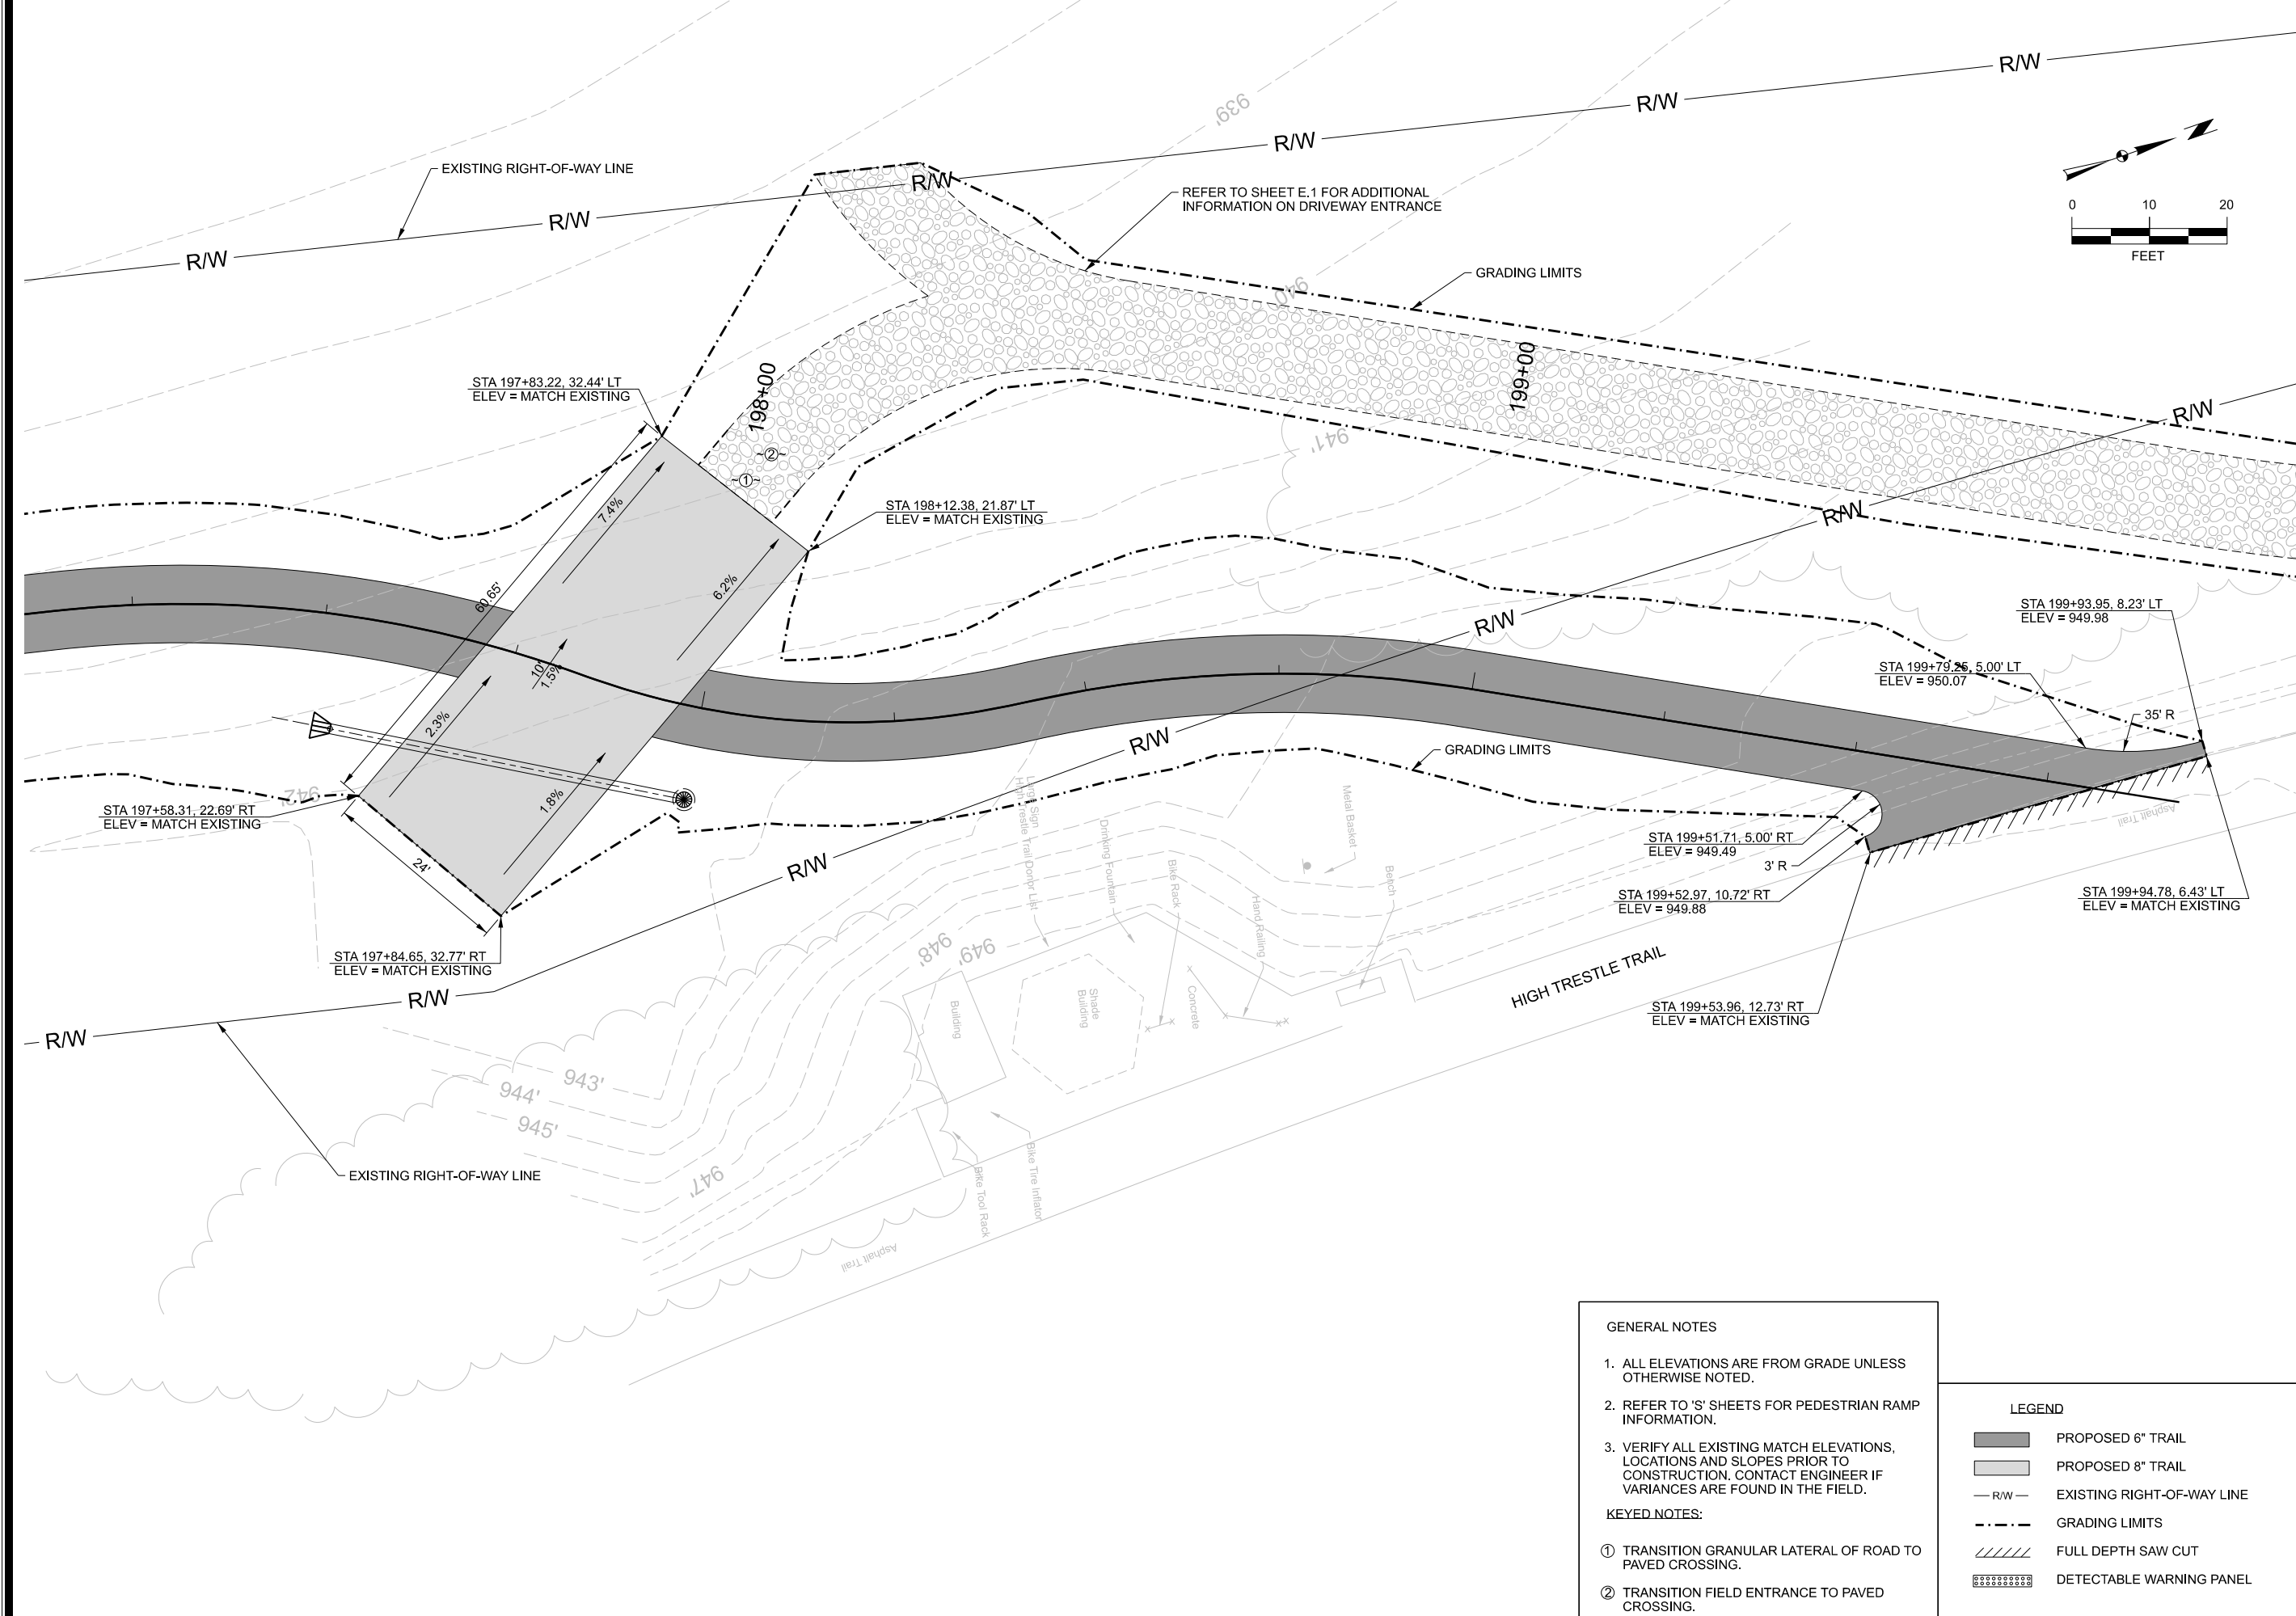 R/W
R/W
R/W
939'
R/W
EXISTING RIGHT-OF-WAY LINE
R/W
REFER TO SHEET E.1 FOR ADDITIONAL
INFORMATION ON DRIVEWAY ENTRANCE
0 10 20
FEET
R/W
R/W
GRADING LIMITS
940'
198+00
199+00
STA 197+83.22, 32.44' LT
ELEV = MATCH EXISTING
R/W
941'
~②~
~①~
7.4%
STA 198+12.38, 21.87' LT
ELEV = MATCH EXISTING
R/W
60.65'
6.2%
R/W
STA 199+93.95, 8.23' LT
ELEV = 949.98
10'
1.5%
STA 199+79.25, 5.00' LT
ELEV = 950.07
35' R
2.3%
R/W
GRADING LIMITS
942'
1.8%
STA 197+58.31, 22.69' RT
ELEV = MATCH EXISTING
Large Sign
High Trestle Trail Donor List
Drinking Fountain
Metal Basket
Asphalt Trail
STA 199+51.71, 5.00' RT
ELEV = 949.49
24'
R/W
Bike Rack
Bench
3' R
STA 199+52.97, 10.72' RT
ELEV = 949.88
STA 199+94.78, 6.43' LT
ELEV = MATCH EXISTING
Hand Railing
948'
949'
STA 197+84.65, 32.77' RT
ELEV = MATCH EXISTING
HIGH TRESTLE TRAIL
R/W
Building
Shade
Building
Concrete
STA 199+53.96, 12.73' RT
ELEV = MATCH EXISTING
R/W
943'
944'
945'
EXISTING RIGHT-OF-WAY LINE
947'
Bike Tool Rack
Bike Tire Inflator
Asphalt Trail
GENERAL NOTES
1. ALL ELEVATIONS ARE FROM GRADE UNLESS
OTHERWISE NOTED.
2. REFER TO 'S' SHEETS FOR PEDESTRIAN RAMP
INFORMATION.
3. VERIFY ALL EXISTING MATCH ELEVATIONS,
LOCATIONS AND SLOPES PRIOR TO
CONSTRUCTION. CONTACT ENGINEER IF
VARIANCES ARE FOUND IN THE FIELD.
KEYED NOTES:
① TRANSITION GRANULAR LATERAL OF ROAD TO
PAVED CROSSING.
② TRANSITION FIELD ENTRANCE TO PAVED
CROSSING.
LEGEND
PROPOSED 6" TRAIL
PROPOSED 8" TRAIL
R/W EXISTING RIGHT-OF-WAY LINE
GRADING LIMITS
FULL DEPTH SAW CUT
DETECTABLE WARNING PANEL